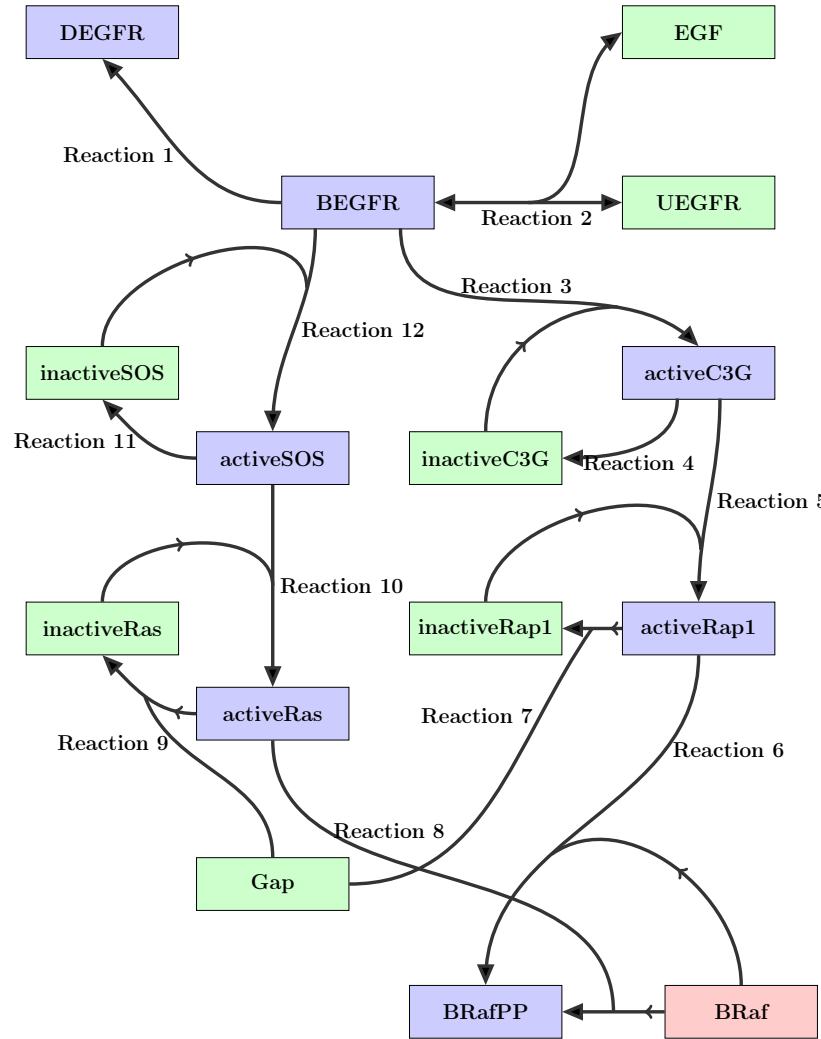 DEGFR
EGF
Reaction 1
BEGFR
UEGFR
Reaction 2
Reaction 3
Reaction 12
inactiveSOS
activeC3G
Reaction 11
activeSOS
inactiveC3G
Reaction 4
Reaction 5
Reaction 10
inactiveRas
inactiveRap1
activeRap1
activeRas
Reaction 7
Reaction 9
Reaction 6
Reaction 8
Gap
BRafPP
BRaf